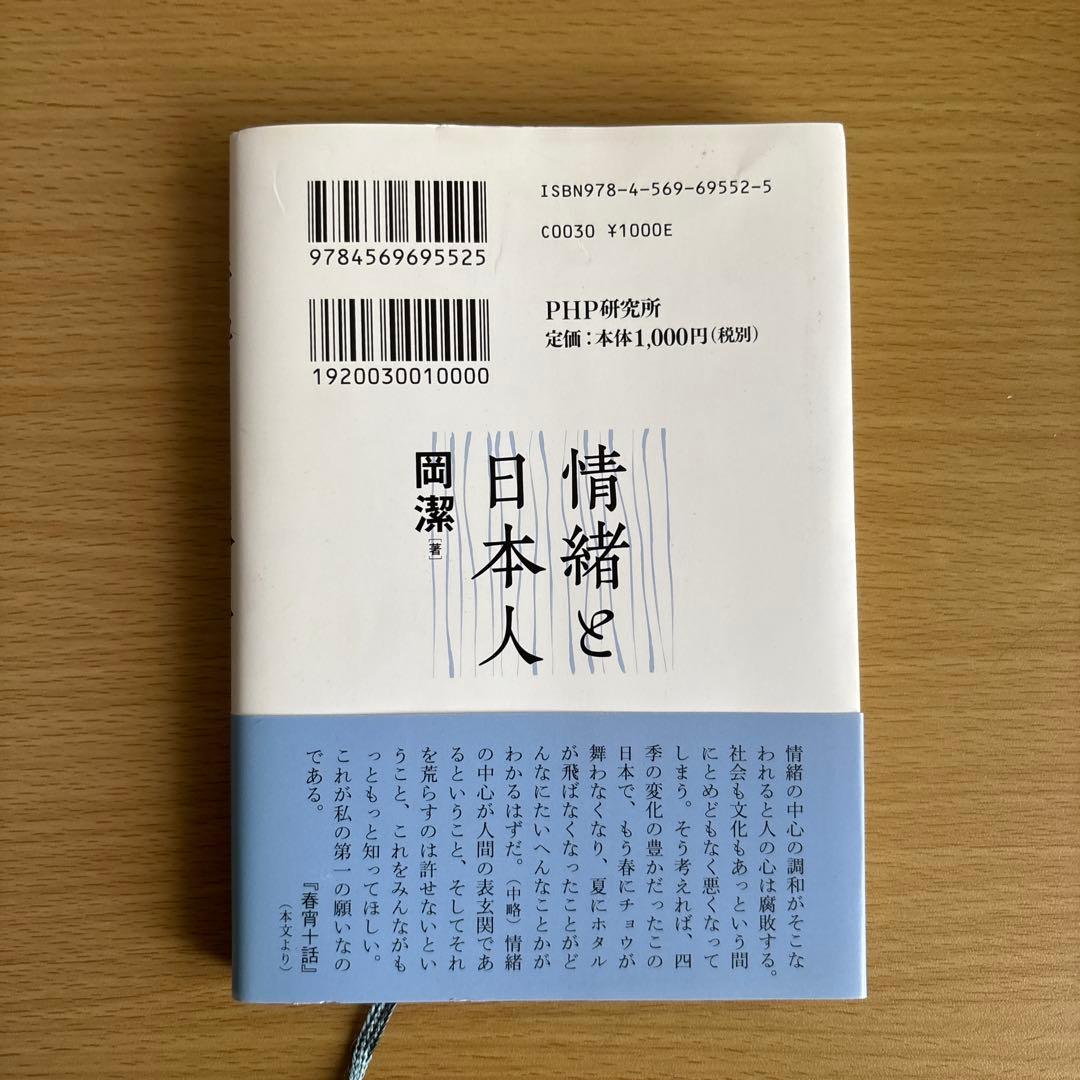 9784569695525
ISBN978-4-569-69552-5
C0030 ¥1000E
1920030010000
PHP研究所
定価：本体1,000円（税別）
情緒と
日本人
岡潔［著］
情緒の中心の調和がそこな
われると人の心は腐敗する。
社会も文化もあっという間
にとめどもなく悪くなって
しまう。そう考えれば、四
季の変化の豊かだったこの
日本で、もう春にチョウが
舞わなくなり、夏にホタル
が飛ばなくなったことがど
んなにたいへんなことかが
わかるはずだ。（中略）情緒
の中心が人間の表玄関であ
るということ、そしてそれ
を荒らすのは許せないとい
うこと、これをみんながも
っともっと知ってほしい。
これが私の第一の願いなの
である。
『春宵十話』
（本文より）